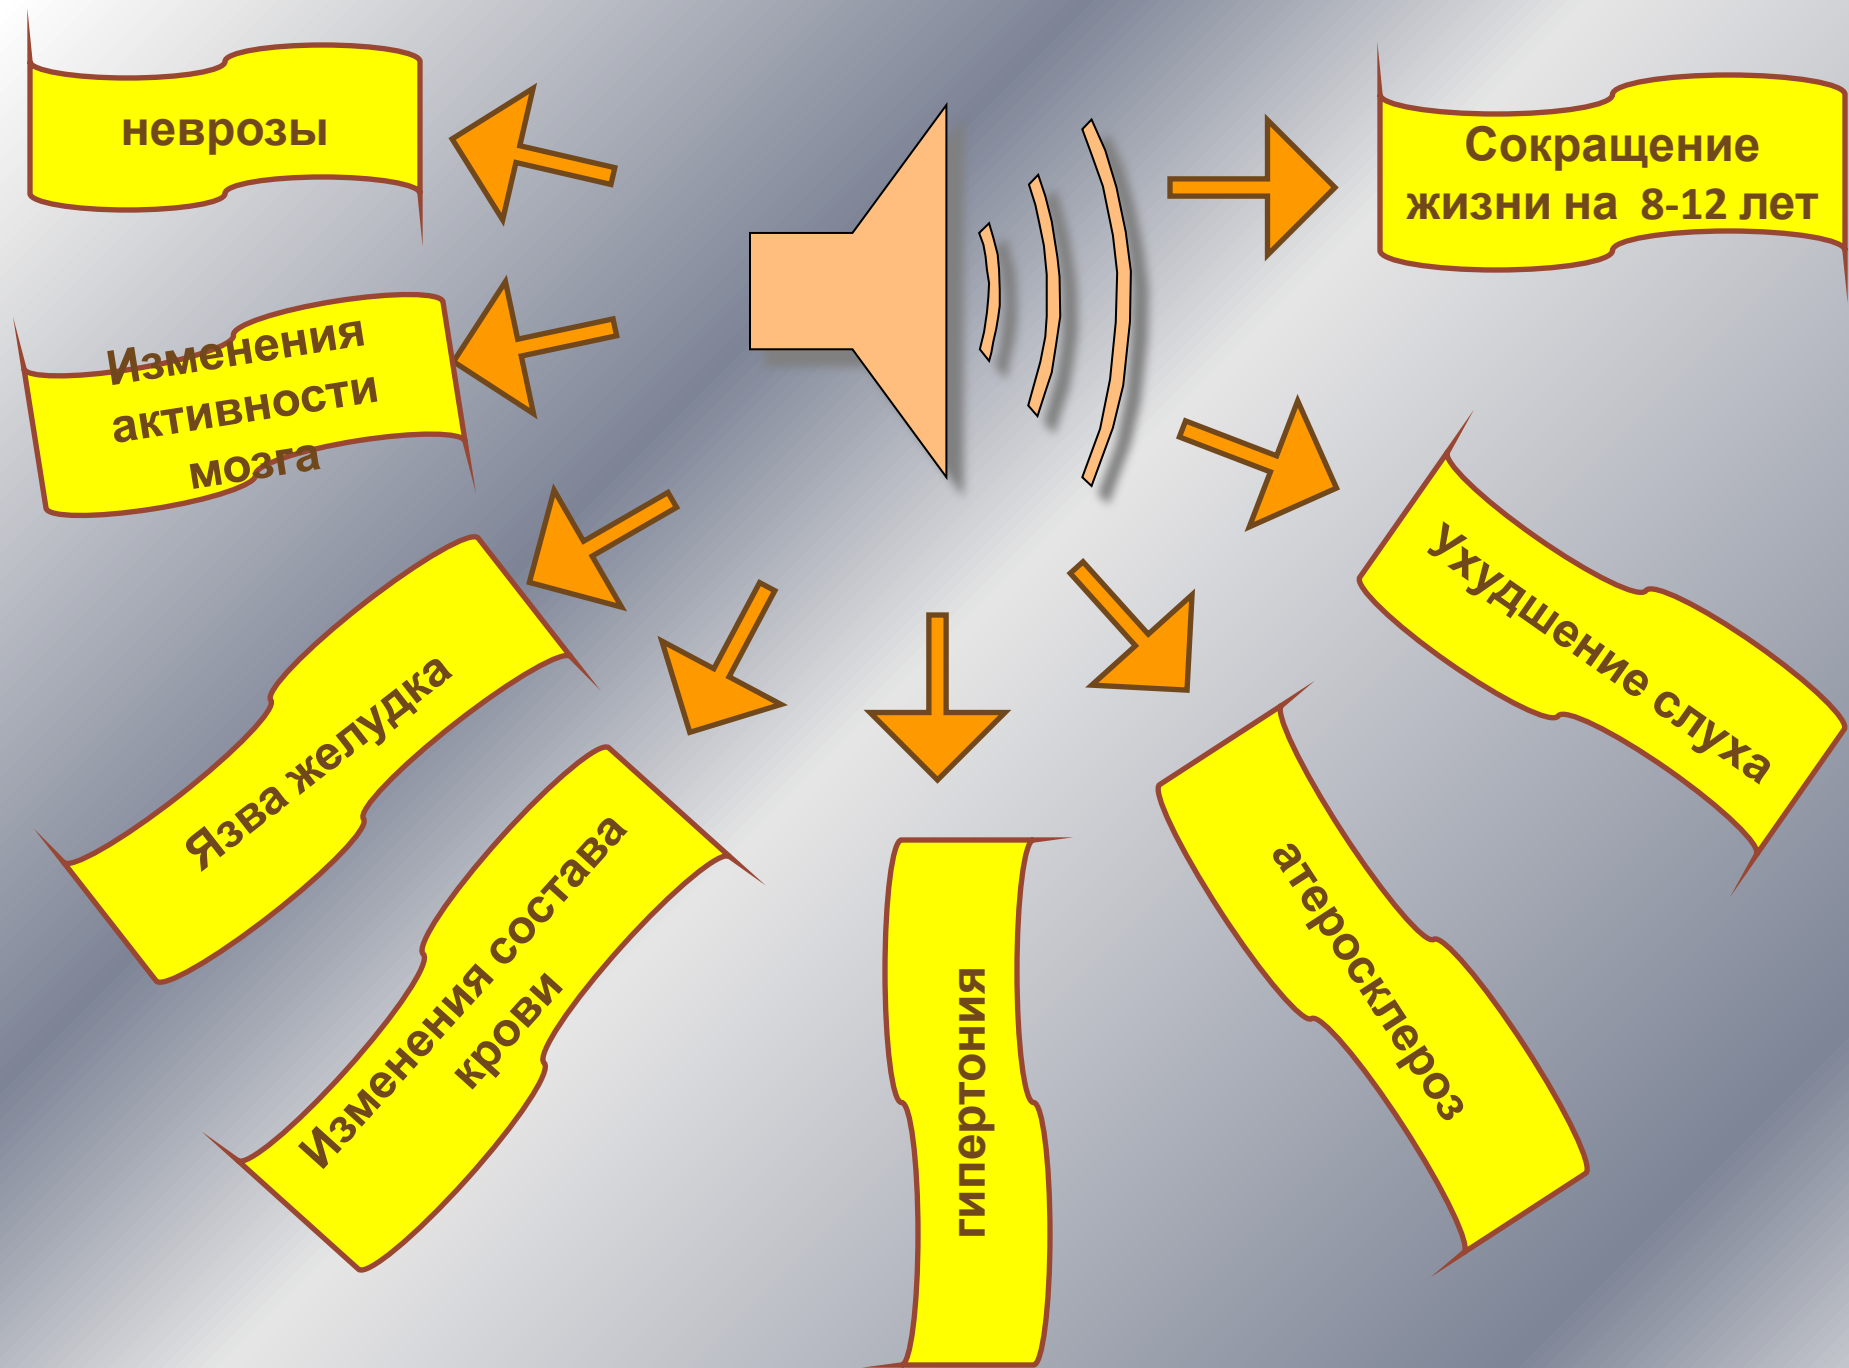 неврозы
Сокращение
жизни на 8-12 лет
Изменения
активности
мозга
Язва желудка
Изменения состава
крови
гипертония
атеросклероз
ухудшение слуха